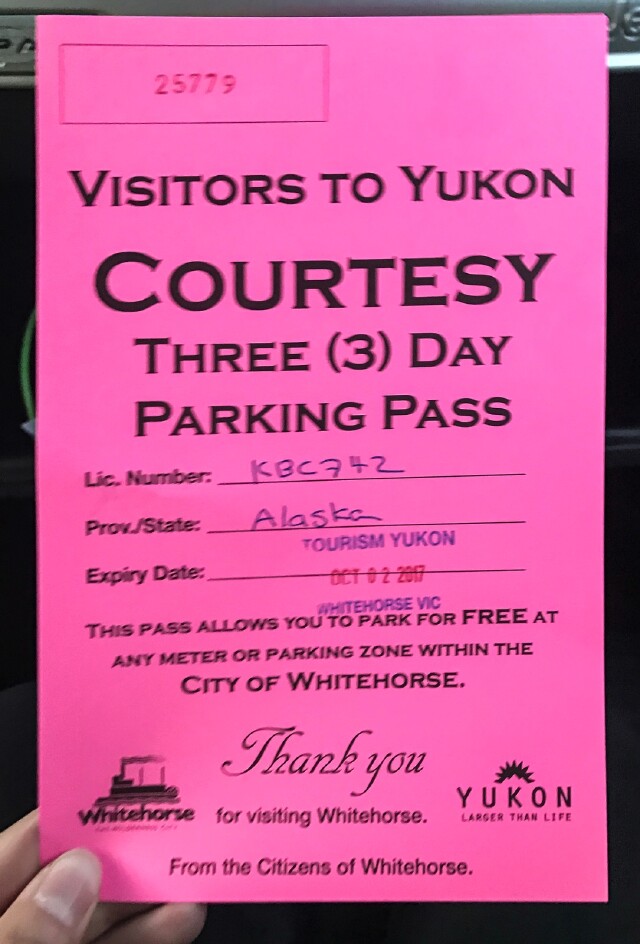 25779
VISITORS TO YUKON
COURTESY
THREE (3) DAY
PARKING PASS
Lic. Number: KBC742
Prov./State: Alaska
TOURISM YUKON
Expiry Date: OCT 02 2017
WHITEHORSE VIC
THIS PASS ALLOWS YOU TO PARK FOR FREE AT
ANY METER OR PARKING ZONE WITHIN THE
CITY OF WHITEHORSE.
Thank you
Whitehorse
for visiting Whitehorse.
YUKON
LARGER THAN LIFE
From the Citizens of Whitehorse.